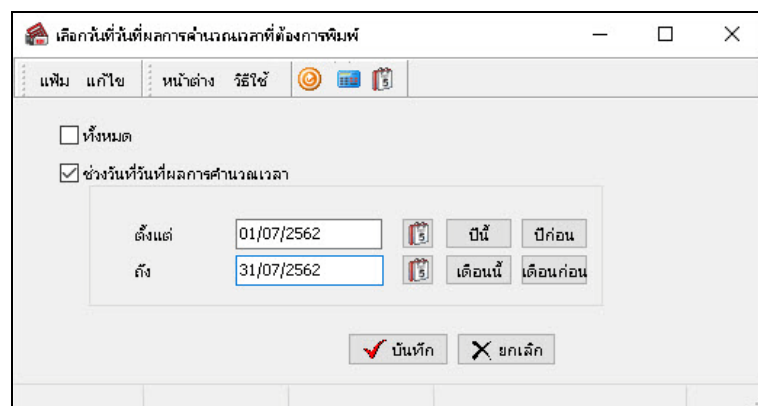 เลือกวันที่วันที่ผลการคำนวณเวลาที่ต้องการพิมพ์
แฟ้ม แก้ไข หน้าต่าง วิธีใช้
ทั้งหมด
ช่วงวันที่วันที่ผลการคำนวณเวลา
ตั้งแต่ 01/07/2562 ปีนี้ ปีก่อน
ถึง 31/07/2562 เดือนนี้ เดือนก่อน
บันทึก ยกเลิก